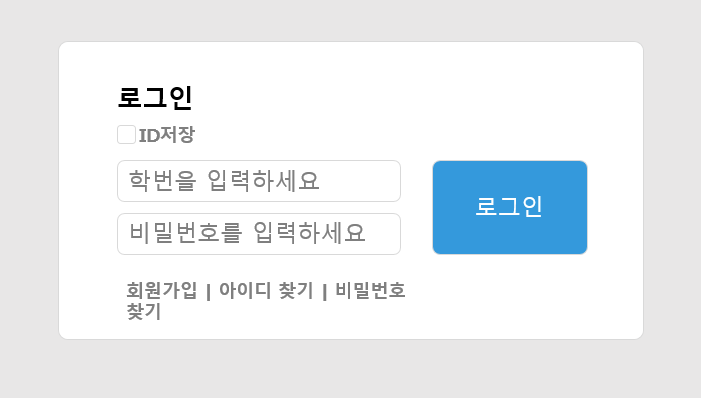 로그인
ID저장
학번을 입력하세요
비밀번호를 입력하세요
로그인
회원가입 | 아이디 찾기 | 비밀번호
찾기